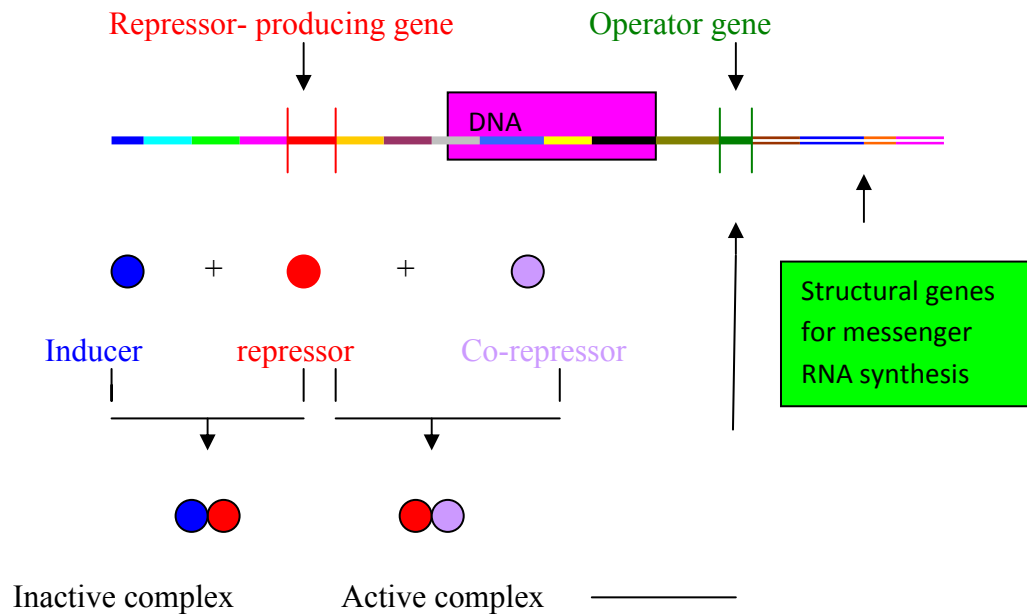 Repressor- producing gene
Operator gene
DNA
+
+
Inducer
repressor
Co-repressor
Structural genes
for messenger
RNA synthesis
Inactive complex
Active complex